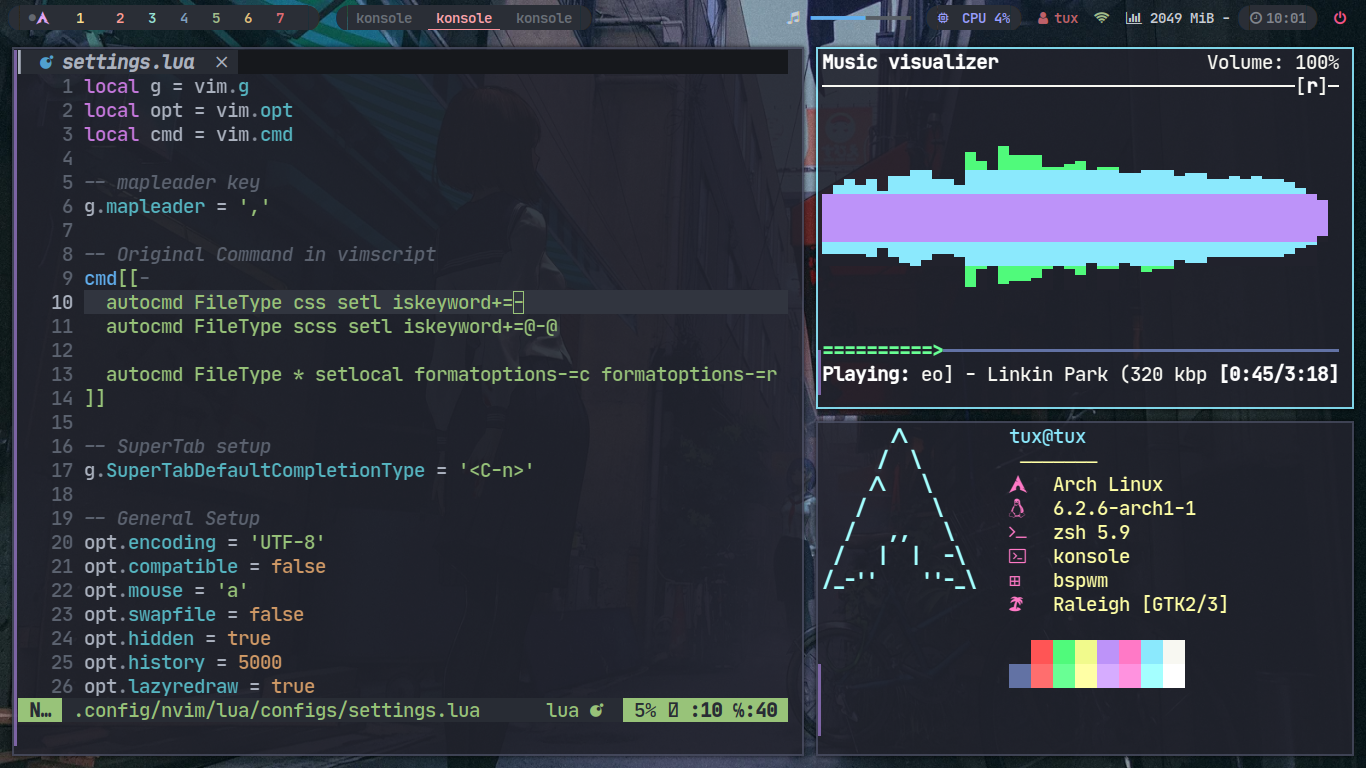 1 2 3 4 5 6 7
konsole konsole konsole
CPU 4% tux 2049 MiB - 10:01
settings.lua ×
1 local g = vim.g
2 local opt = vim.opt
3 local cmd = vim.cmd
4
5 -- mapleader key
6 g.mapleader = ','
7
8 -- Original Command in vimscript
9 cmd[[-
10 autocmd FileType css setl iskeyword+=-
11 autocmd FileType scss setl iskeyword+=@-@
12
13 autocmd FileType * setlocal formatoptions-=c formatoptions-=r
14 ]]
15
16 -- SuperTab setup
17 g.SuperTabDefaultCompletionType = '<C-n>'
18
19 -- General Setup
20 opt.encoding = 'UTF-8'
21 opt.compatible = false
22 opt.mouse = 'a'
23 opt.swapfile = false
24 opt.hidden = true
25 opt.history = 5000
26 opt.lazyredraw = true
N… .config/nvim/lua/configs/settings.lua lua 5% :10 ℅:40
Music visualizer Volume: 100%
[r]
==========>
Playing: eo] - Linkin Park (320 kbp [0:45/3:18]
tux@tux
Arch Linux
6.2.6-arch1-1
zsh 5.9
konsole
bspwm
Raleigh [GTK2/3]